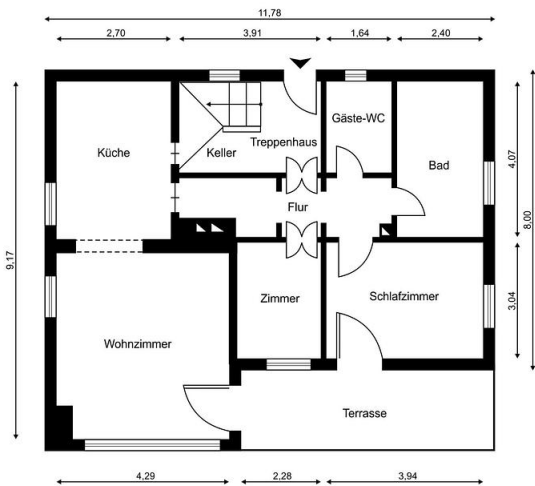 11,78
2,70 3,91 1,64 2,40
Gäste-WC
Treppenhaus
Küche Keller Bad
4,07
8,00
Flur
9,17
Zimmer Schlafzimmer
3,04
Wohnzimmer
Terrasse
4,29 2,28 3,94